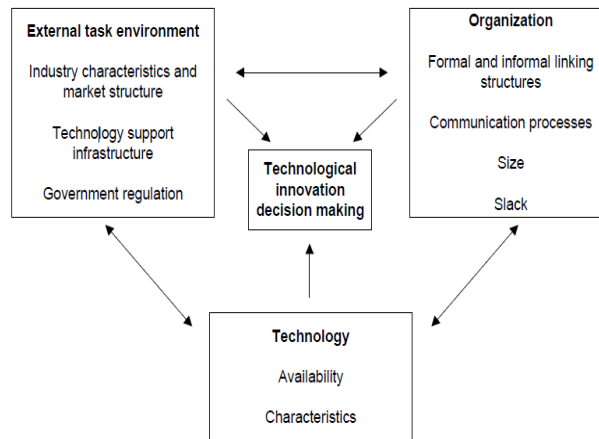 External task environment
Industry characteristics and
market structure
Technology support
infrastructure
Government regulation
Organization
Formal and informal linking
structures
Communication processes
Size
Slack
Technological
innovation
decision making
Technology
Availability
Characteristics